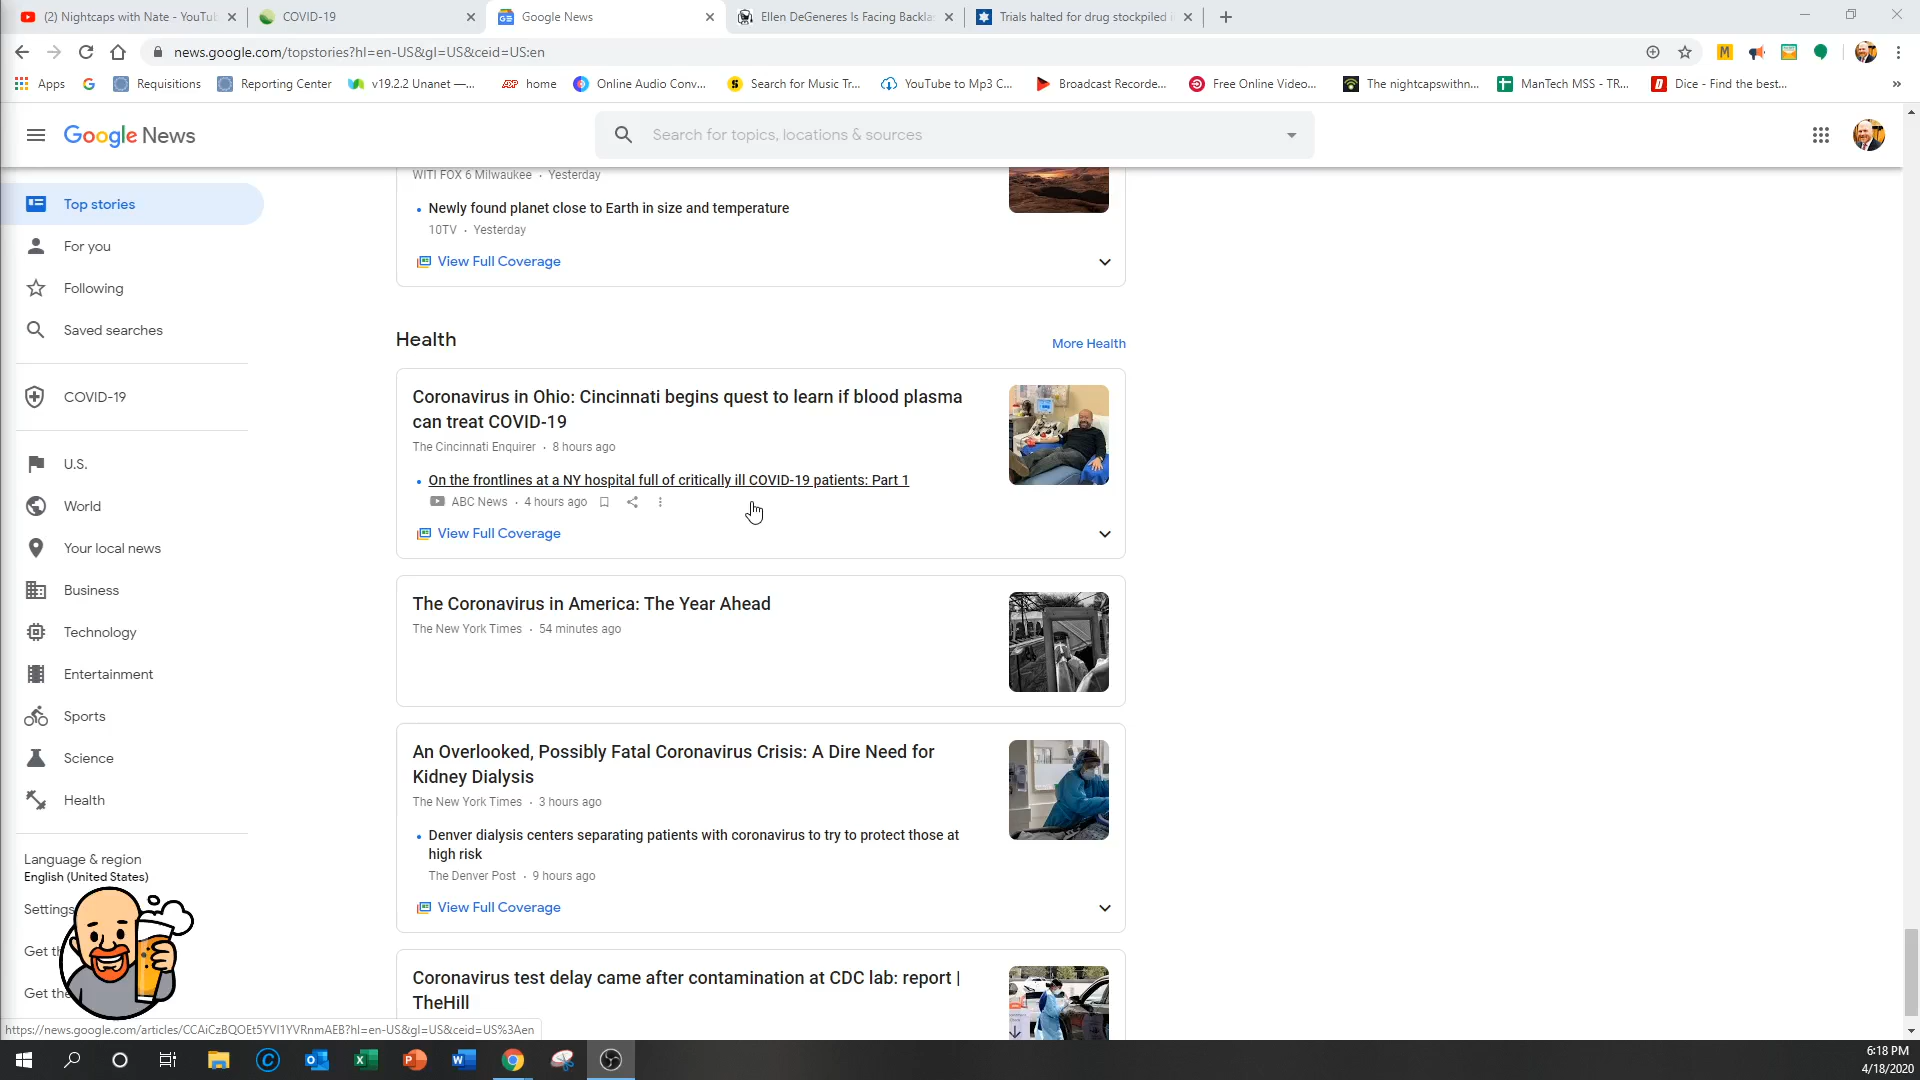 (2) Nightcaps with Nate - YouTu
COVID-19
Google News
Ellen DeGeneres Is Facing Backla
Trials halted for drug stockpiled i
news.google.com/topstories?hl=en-US&gl=US&ceid=US:en
Apps
Requisitions
Reporting Center
v19.2.2 Unanet —...
home
Online Audio Conv...
Search for Music Tr...
YouTube to Mp3 C...
Broadcast Recorde...
Free Online Video...
The nightcapswithn...
ManTech MSS - TR...
Dice - Find the best...
»
Google News
Search for topics, locations & sources
Top stories
For you
Following
Saved searches
COVID-19
U.S.
World
Your local news
Business
Technology
Entertainment
Sports
Science
Health
Language & region
English (United States)
Settings
Get th
Get the
WITI FOX 6 Milwaukee · Yesterday
• Newly found planet close to Earth in size and temperature
10TV · Yesterday
View Full Coverage
Health
More Health
Coronavirus in Ohio: Cincinnati begins quest to learn if blood plasma
can treat COVID-19
The Cincinnati Enquirer · 8 hours ago
• On the frontlines at a NY hospital full of critically ill COVID-19 patients: Part 1
ABC News · 4 hours ago
View Full Coverage
The Coronavirus in America: The Year Ahead
The New York Times · 54 minutes ago
An Overlooked, Possibly Fatal Coronavirus Crisis: A Dire Need for
Kidney Dialysis
The New York Times · 3 hours ago
• Denver dialysis centers separating patients with coronavirus to try to protect those at
high risk
The Denver Post · 9 hours ago
View Full Coverage
Coronavirus test delay came after contamination at CDC lab: report |
TheHill
https://news.google.com/articles/CCAiCzBQOEt5YVI1YVRnmAEB?hl=en-US&gl=US&ceid=US%3Aen
6:18 PM
4/18/2020